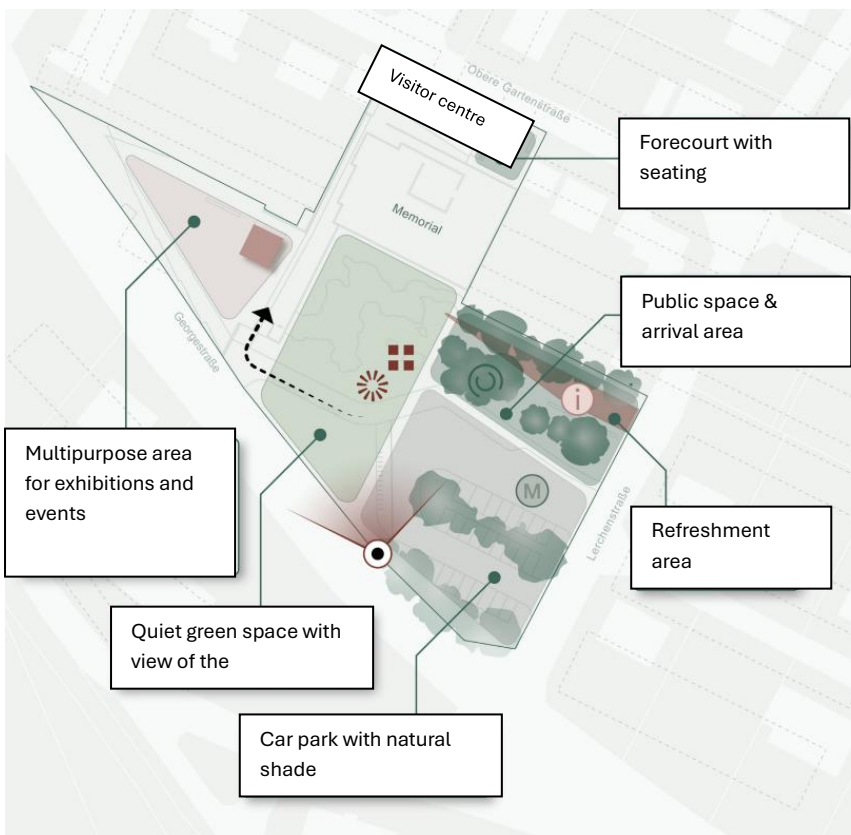 Visitor centre
Obere Gartenstraße
Forecourt with
seating
Memorial
Public space &
arrival area
Georgestraße
i
M
Multipurpose area
for exhibitions and
events
Lerchenstraße
Refreshment
area
Quiet green space with
view of the
Car park with natural
shade